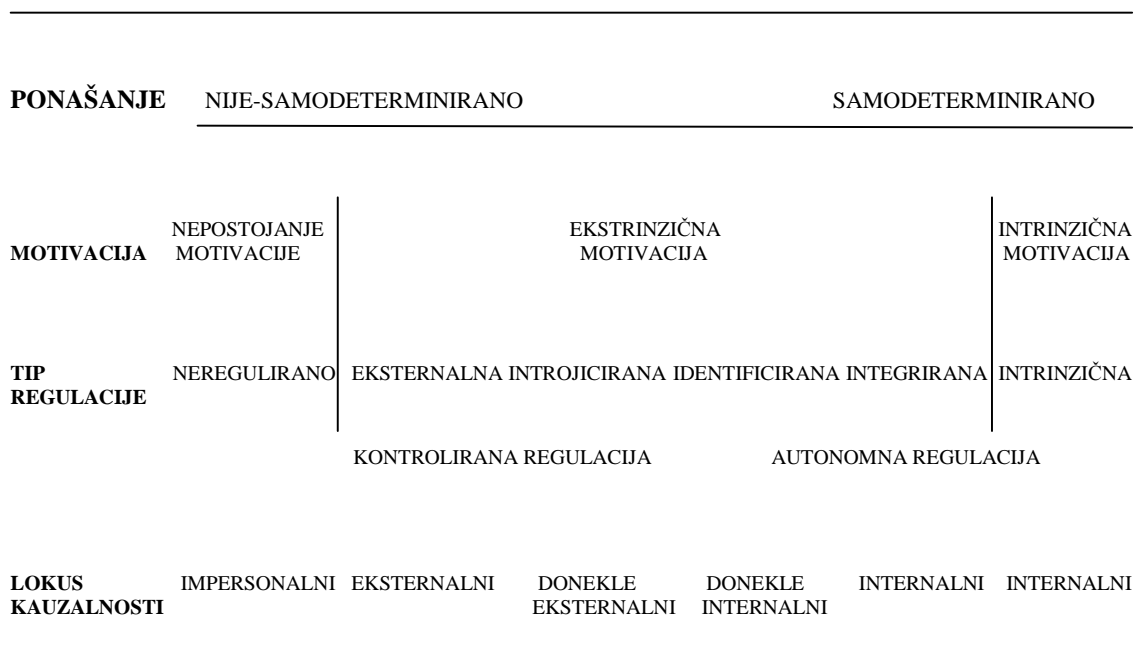 PONAŠANJE NIJE-SAMODETERMINIRANO SAMODETERMINIRANO
NEPOSTOJANJE EKSTRINZIČNA INTRINZIČNA
MOTIVACIJA MOTIVACIJE MOTIVACIJA MOTIVACIJA
TIP NEREGULIRANO EKSTERNALNA INTROJICIRANA IDENTIFICIRANA INTEGRIRANA INTRINZIČNA
REGULACIJE
KONTROLIRANA REGULACIJA AUTONOMNA REGULACIJA
LOKUS IMPERSONALNI EKSTERNALNI DONEKLE DONEKLE INTERNALNI INTERNALNI
KAUZALNOSTI EKSTERNALNI INTERNALNI